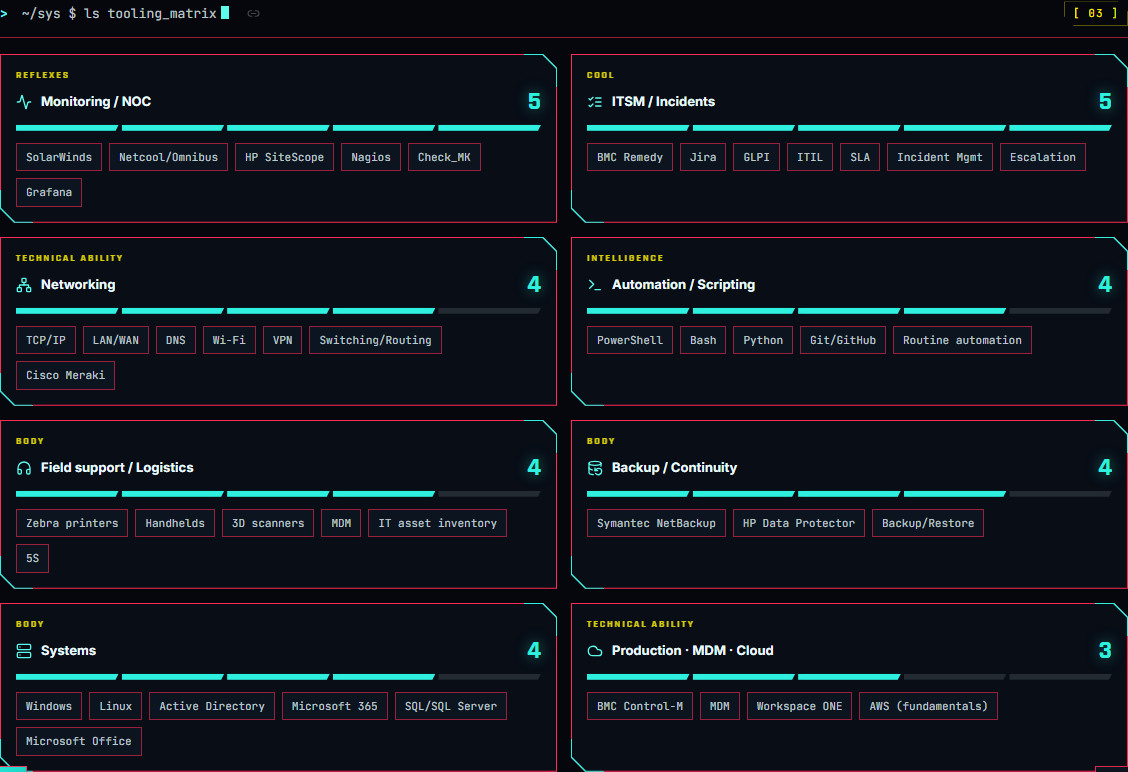 > ~/sys $ ls tooling_matrix
[ 03 ]
REFLEXES
Monitoring / NOC 5
SolarWinds Netcool/Omnibus HP SiteScope Nagios Check_MK
Grafana
COOL
ITSM / Incidents 5
BMC Remedy Jira GLPI ITIL SLA Incident Mgmt Escalation
TECHNICAL ABILITY
Networking 4
TCP/IP LAN/WAN DNS Wi-Fi VPN Switching/Routing
Cisco Meraki
INTELLIGENCE
Automation / Scripting 4
PowerShell Bash Python Git/GitHub Routine automation
BODY
Field support / Logistics 4
Zebra printers Handhelds 3D scanners MDM IT asset inventory
5S
BODY
Backup / Continuity 4
Symantec NetBackup HP Data Protector Backup/Restore
BODY
Systems 4
Windows Linux Active Directory Microsoft 365 SQL/SQL Server
Microsoft Office
TECHNICAL ABILITY
Production · MDM · Cloud 3
BMC Control-M MDM Workspace ONE AWS (fundamentals)